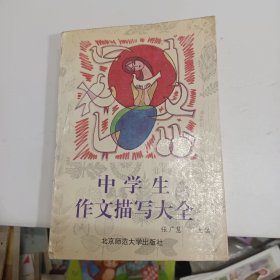 中学生
作文描写大全
主编
北京师范大学出版社